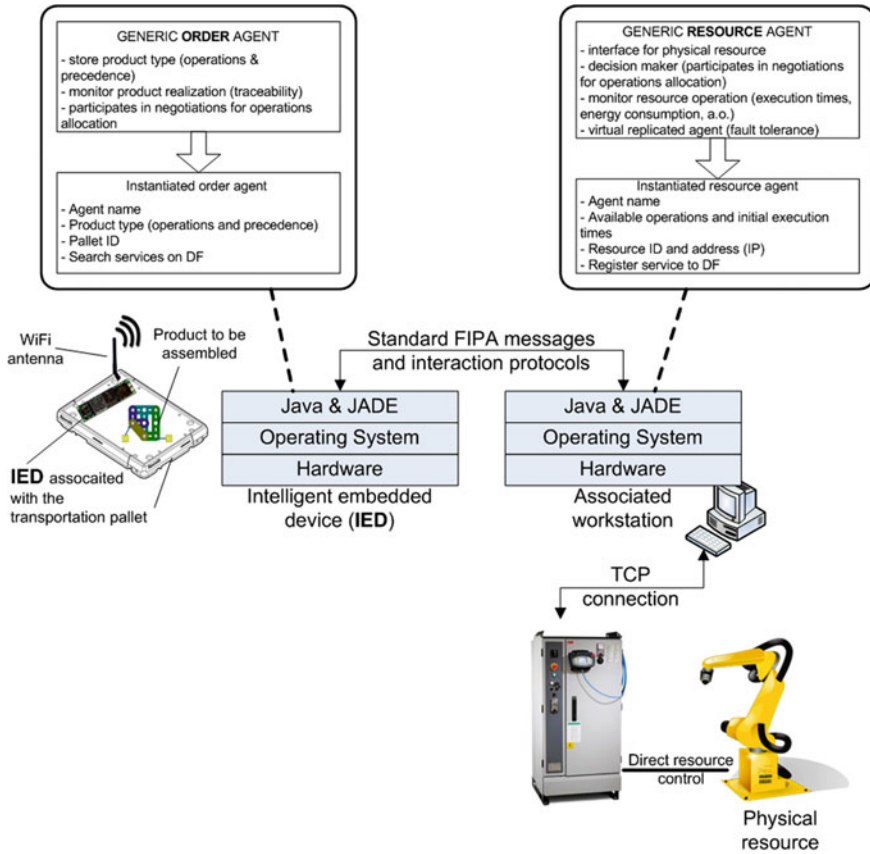 GENERIC ORDER AGENT
- store product type (operations &
precedence)
- monitor product realization (traceability)
- participates in negotiations for operations
allocation
Instantiated order agent
- Agent name
- Product type (operations and precedence)
- Pallet ID
- Search services on DF
GENERIC RESOURCE AGENT
- interface for physical resource
- decision maker (participates in negotiations
for operations allocation)
- monitor resource operation (execution times,
energy consumption, a.o.)
- virtual replicated agent (fault tolerance)
Instantiated resource agent
- Agent name
- Available operations and initial execution
times
- Resource ID and address (IP)
- Register service to DF
WiFi
antenna
Product to be
assembled
IED assocaited
with the
transportation pallet
Standard FIPA messages
and interaction protocols
Java & JADE
Operating System
Hardware
Intelligent embedded
device (IED)
Java & JADE
Operating System
Hardware
Associated
workstation
TCP
connection
Direct resource
control
Physical
resource